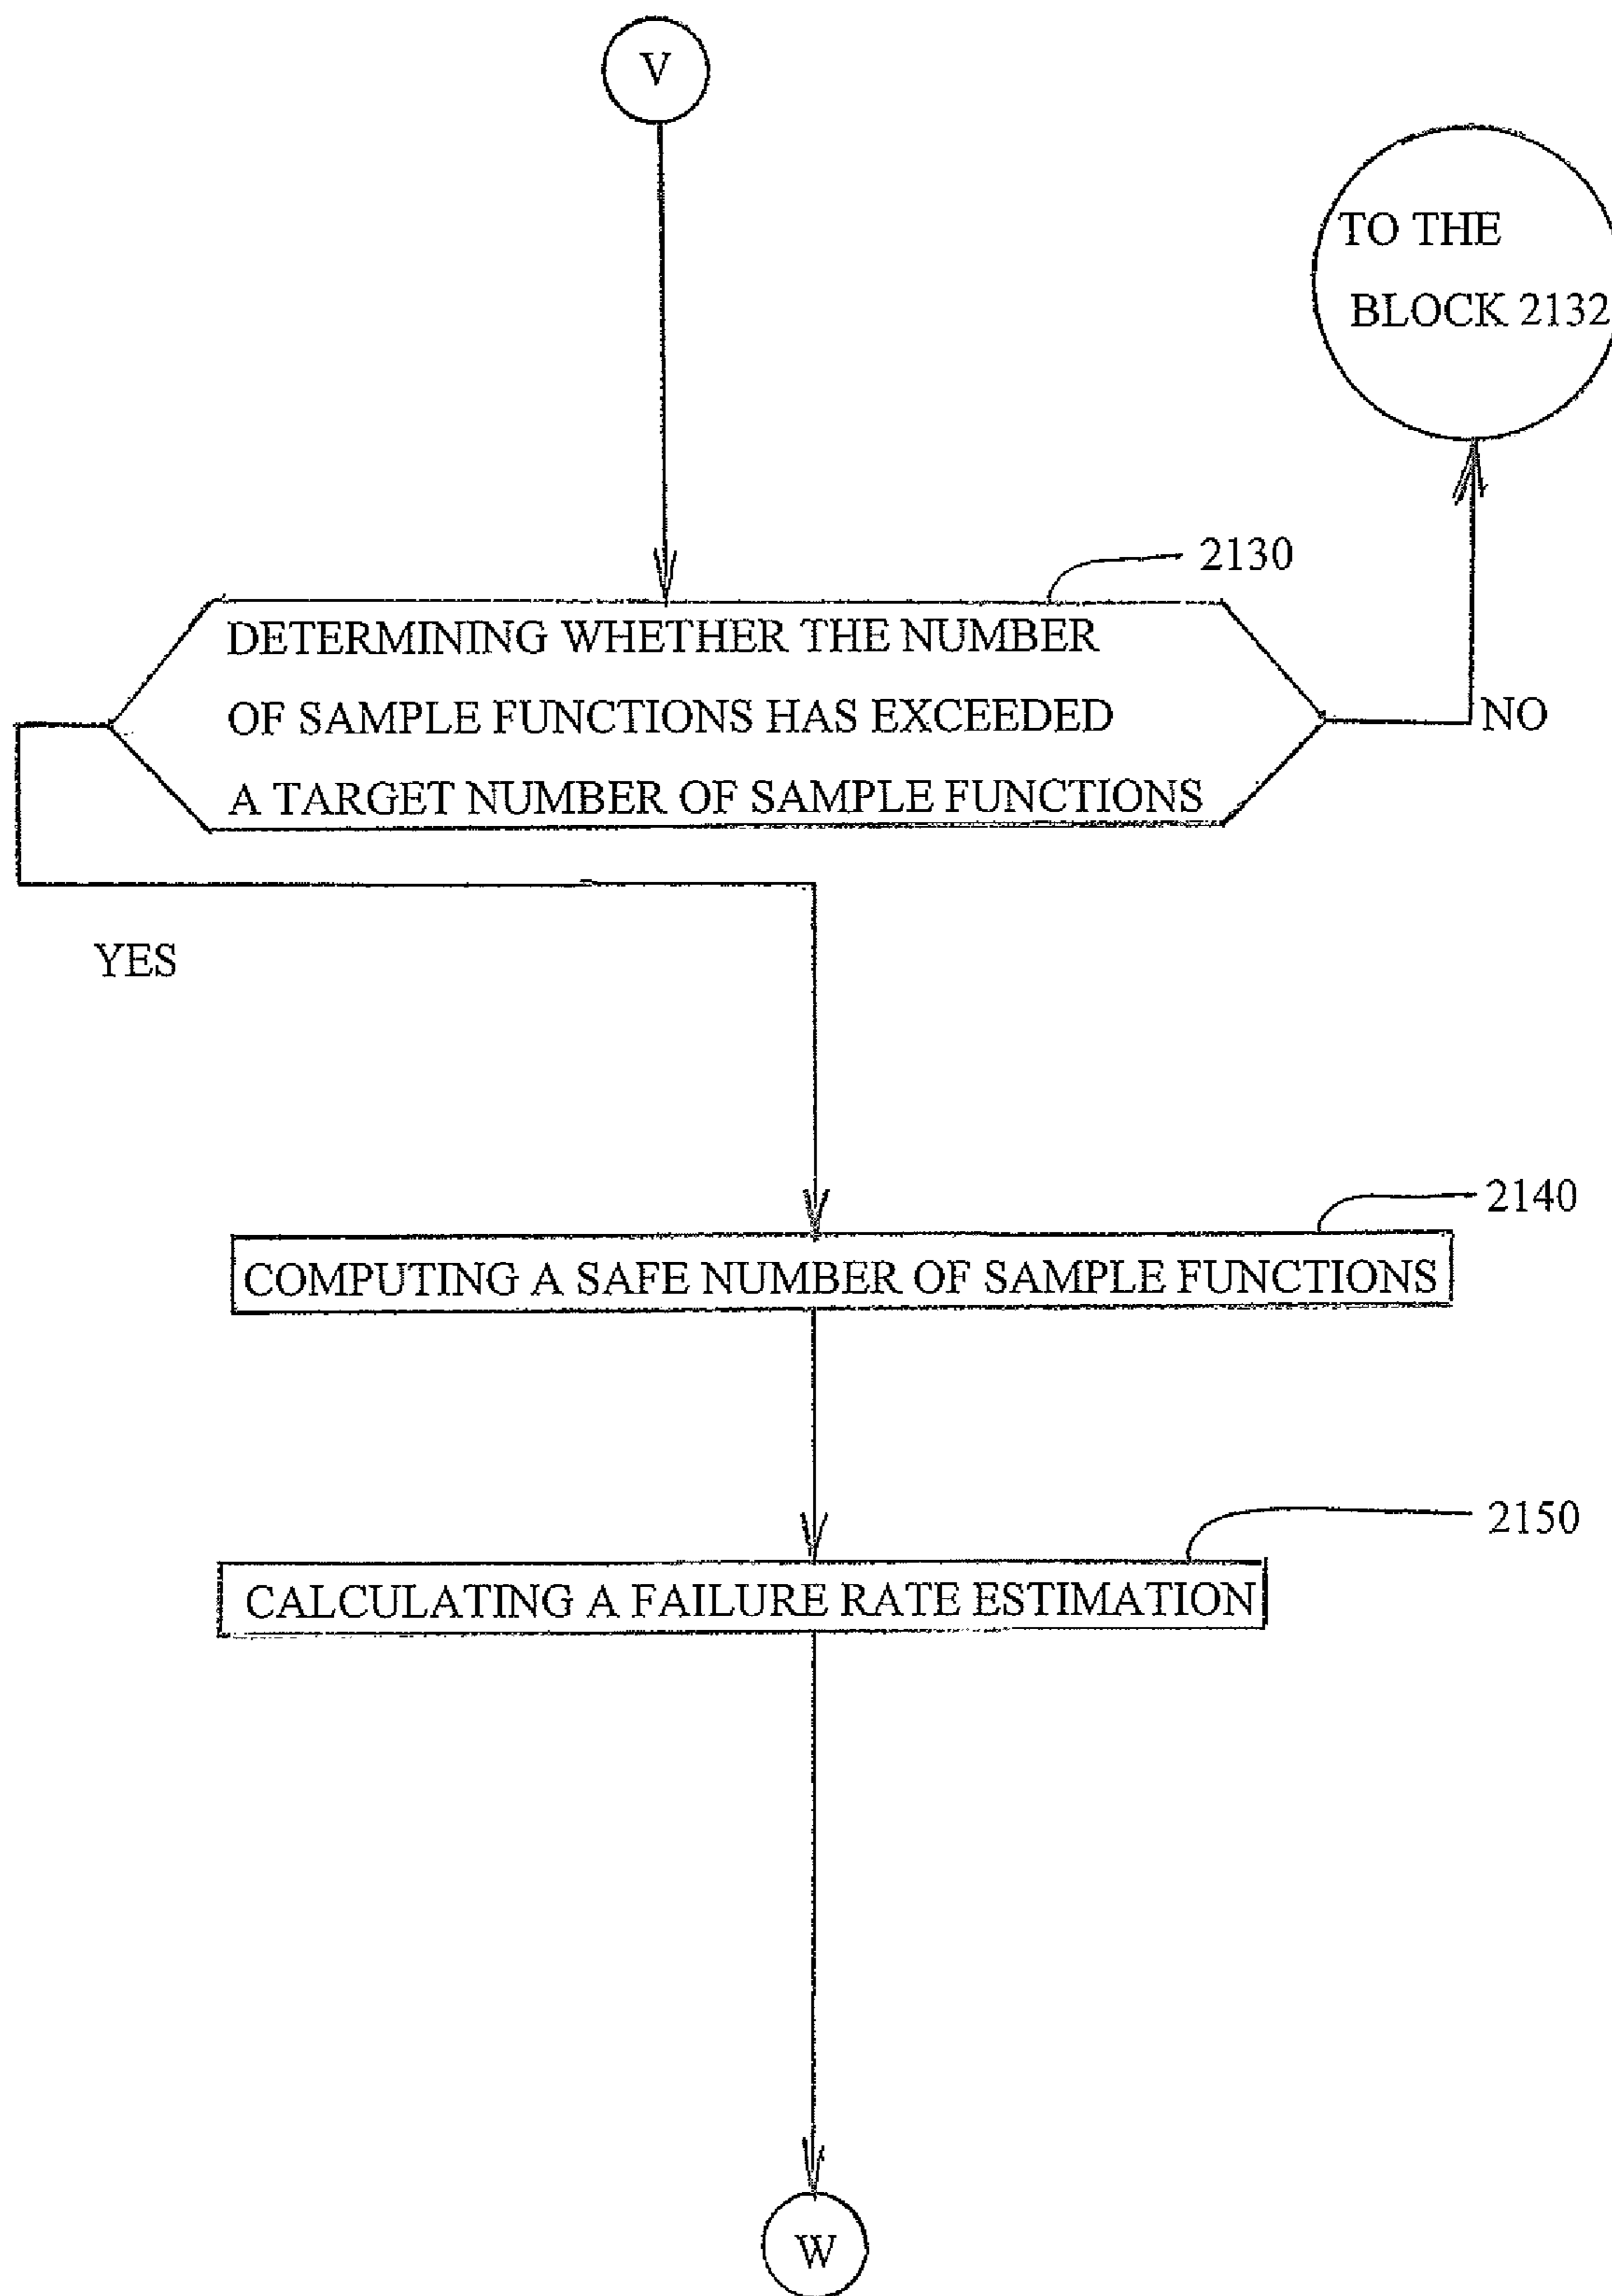 V
TO THE
BLOCK 2132
2130
DETERMINING WHETHER THE NUMBER
OF SAMPLE FUNCTIONS HAS EXCEEDED
A TARGET NUMBER OF SAMPLE FUNCTIONS
NO
YES
2140
COMPUTING A SAFE NUMBER OF SAMPLE FUNCTIONS
2150
CALCULATING A FAILURE RATE ESTIMATION
W